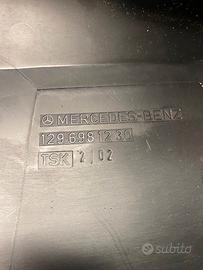 MERCEDES-BENZ
129 698 12 30
TSK 2 02
subito